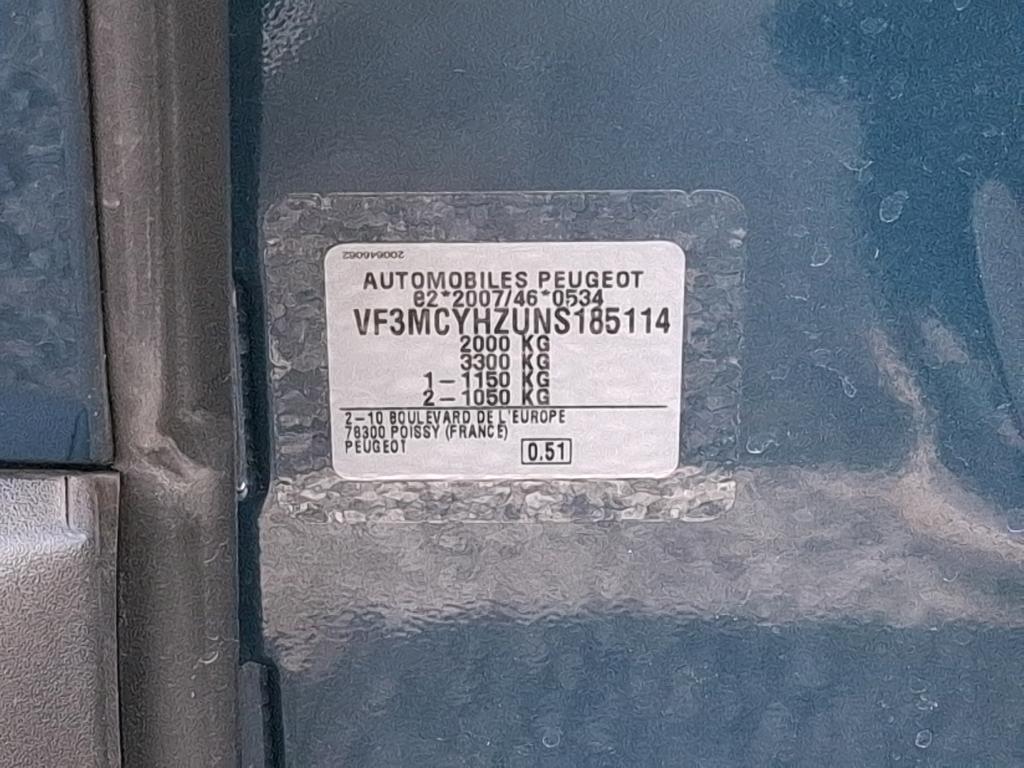 AUTOMOBILES PEUGEOT
e2*2007/46*0534
VF3MCYHZUNS185114
2000 KG
3300 KG
1-1150 KG
2-1050 KG
2-10 BOULEVARD DE L'EUROPE
78300 POISSY (FRANCE)
PEUGEOT
0.51